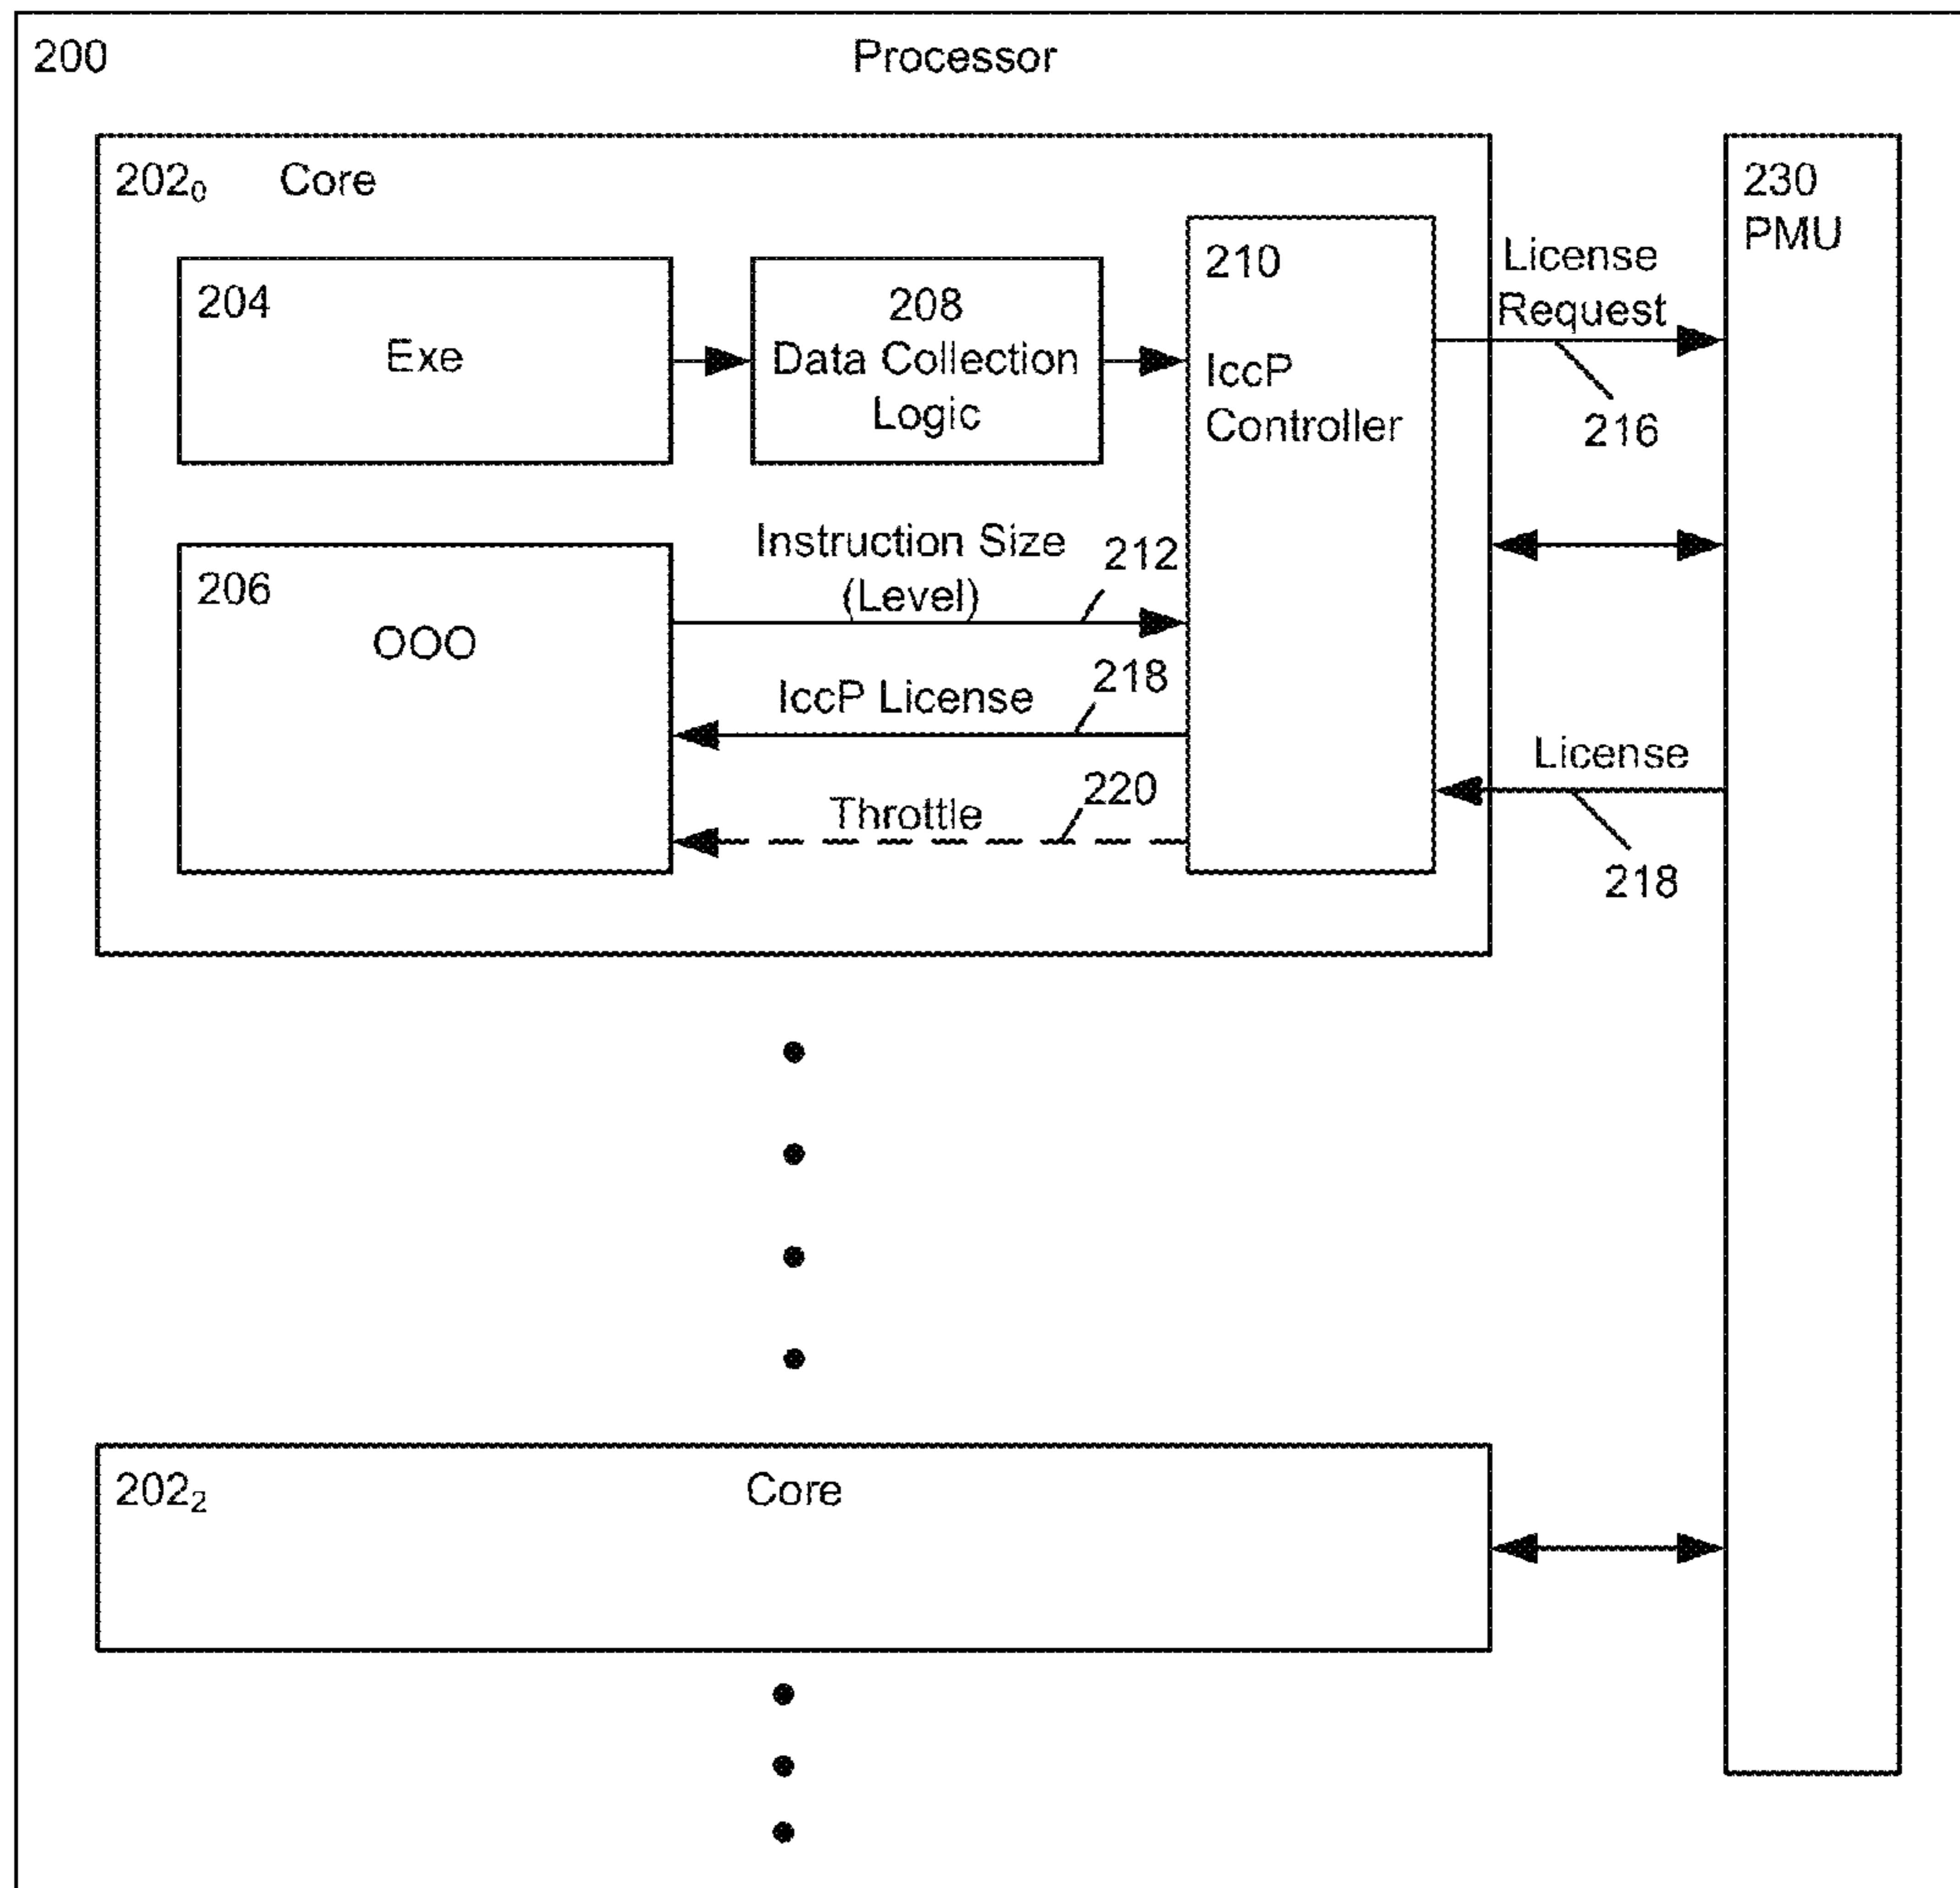 200
Processor
202₀
Core
204
Exe
208
Data Collection
Logic
210
IccP
Controller
License
Request
216
230
PMU
206
OOO
Instruction Size
(Level)
212
IccP License
218
Throttle
220
License
218
202₂
Core